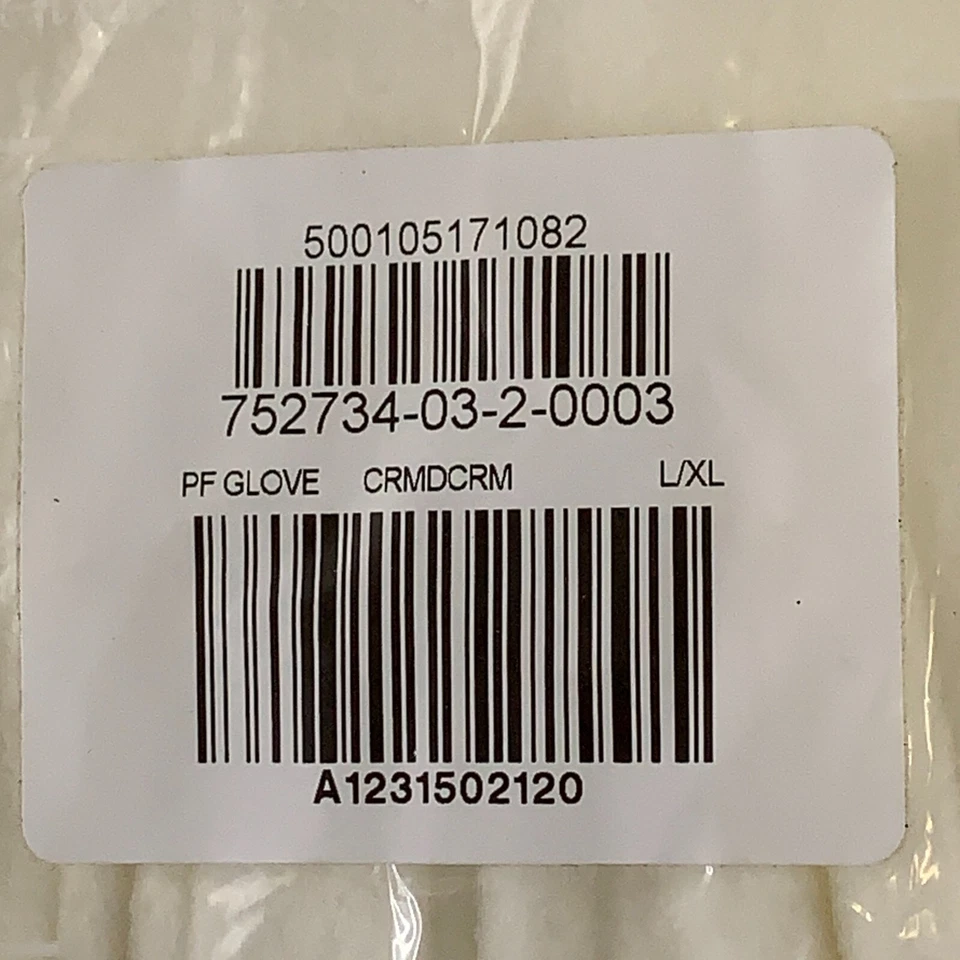 500105171082
752734-03-2-0003
PF GLOVE CRMDCRM L/XL
A1231502120